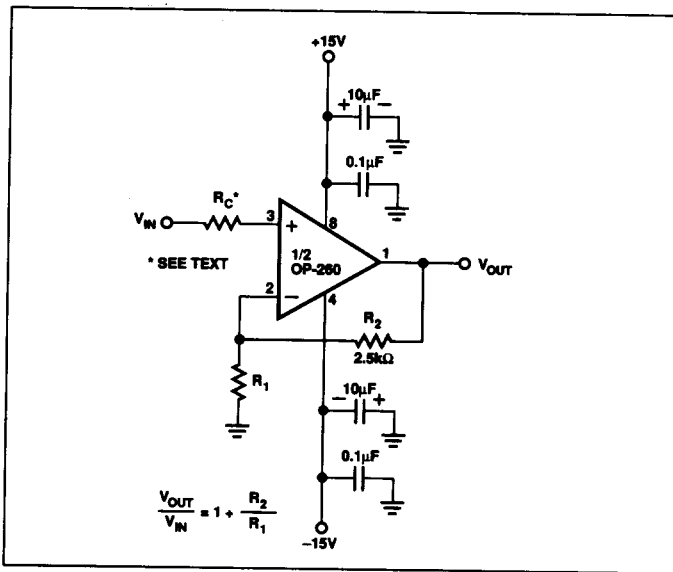 +15V
+ 10µF −
0.1µF
RC*
VIN
3
+
8
* SEE TEXT
1/2
OP-260
1
VOUT
2
−
4
R2
2.5kΩ
R1
− 10µF +
0.1µF
VOUT / VIN = 1 + R2 / R1
−15V